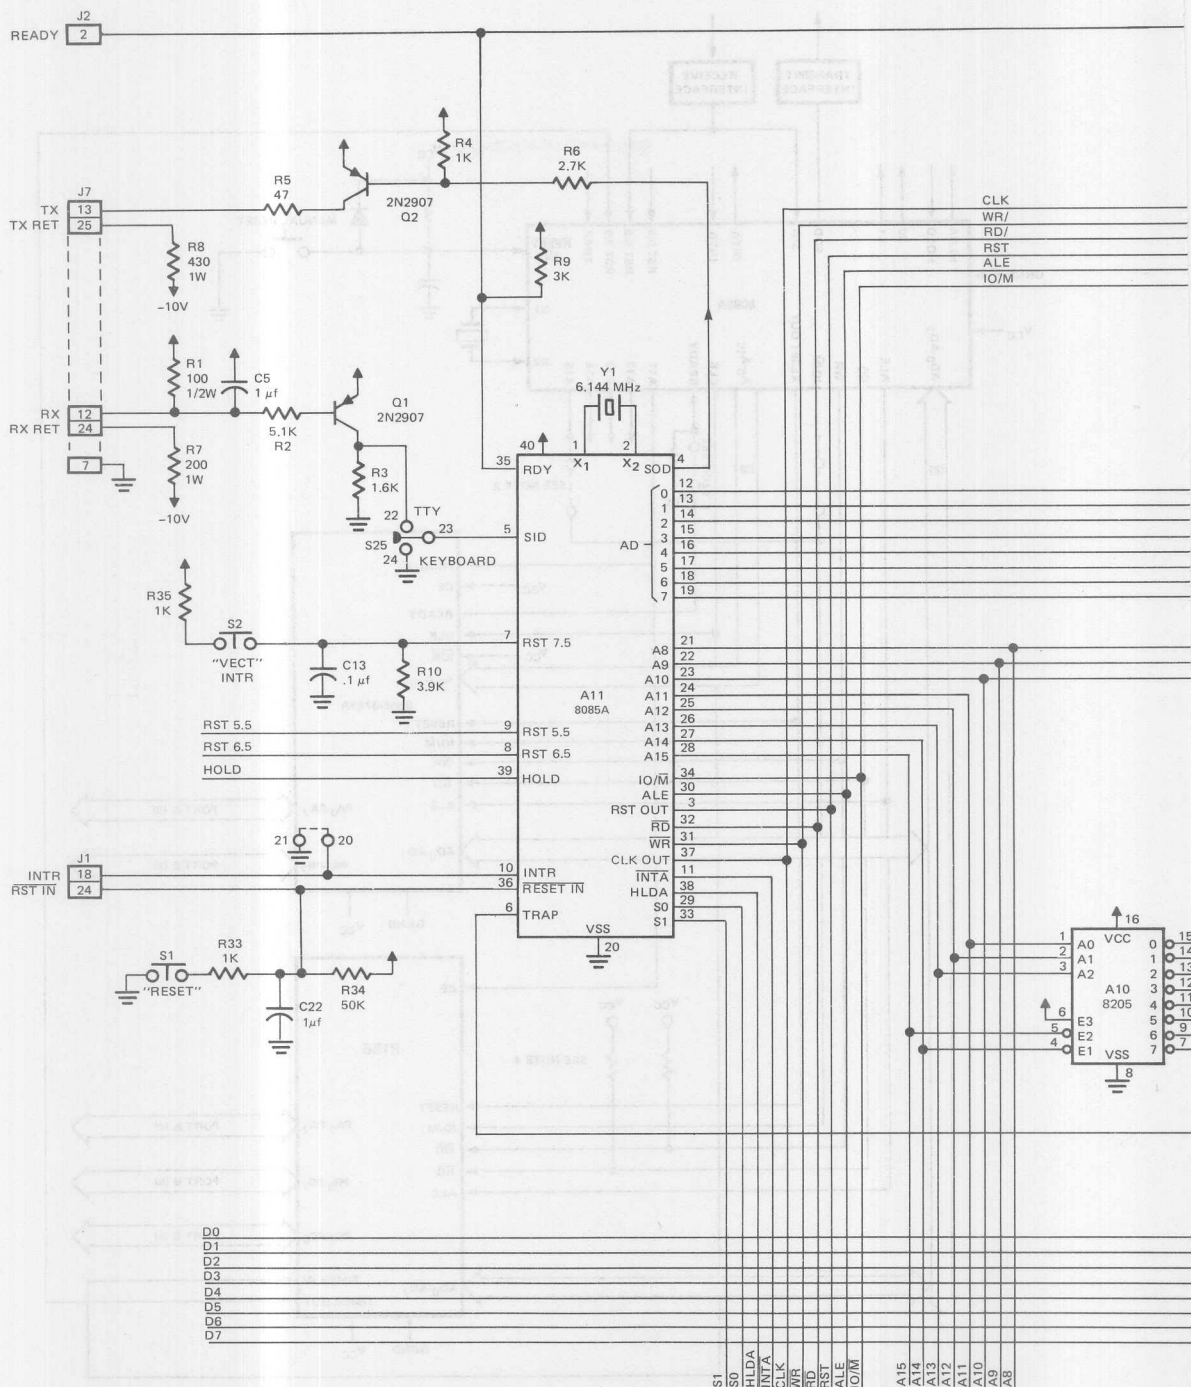 J2
READY 2
R4
1K
R6
2.7K
R5
47
2N2907
Q2
J7
TX 13
TX RET 25
R8
430
1W
−10V
R9
3K
CLK
WR/
RD/
RST
ALE
IO/M
R1
100
1/2W
C5
1 μf
Q1
2N2907
Y1
6.144 MHz
RX 12
RX RET 24
7
5.1K
R2
R7
200
1W
−10V
R3
1.6K
22 TTY
23
S25
24 KEYBOARD
40
1 2
X1 X2
35 RDY
SOD 4
AD
0 12
1 13
2 14
3 15
4 16
5 17
6 18
7 19
5 SID
R35
1K
S2
"VECT"
INTR
C13
.1 μf
R10
3.9K
7 RST 7.5
A11
8085A
A8 21
A9 22
A10 23
A11 24
A12 25
A13 26
A14 27
A15 28
RST 5.5 9 RST 5.5
RST 6.5 8 RST 6.5
HOLD 39 HOLD
IO/M̅ 34
ALE 30
RST OUT 3
R̅D̅ 32
W̅R̅ 31
CLK OUT 37
I̅N̅T̅A̅ 11
HLDA 38
S0 29
S1 33
21 20
J1
INTR 18
R̅S̅T̅ I̅N̅ 24
10 INTR
36 R̅E̅S̅E̅T̅ I̅N̅
6 TRAP
VSS
20
S1
"RESET"
R33
1K
R34
50K
C22
1μf
16
VCC
1 A0
2 A1
3 A2
A10
8205
6 E3
5 E2
4 E1
0 15
1 14
2 13
3 12
4 11
5 10
6 9
7 7
VSS
8
D0
D1
D2
D3
D4
D5
D6
D7
S1
S0
HLDA
I̅N̅T̅A̅
CLK
W̅R̅
R̅D̅
RST
ALE
IO/M̅
A15
A14
A13
A12
A11
A10
A9
A8